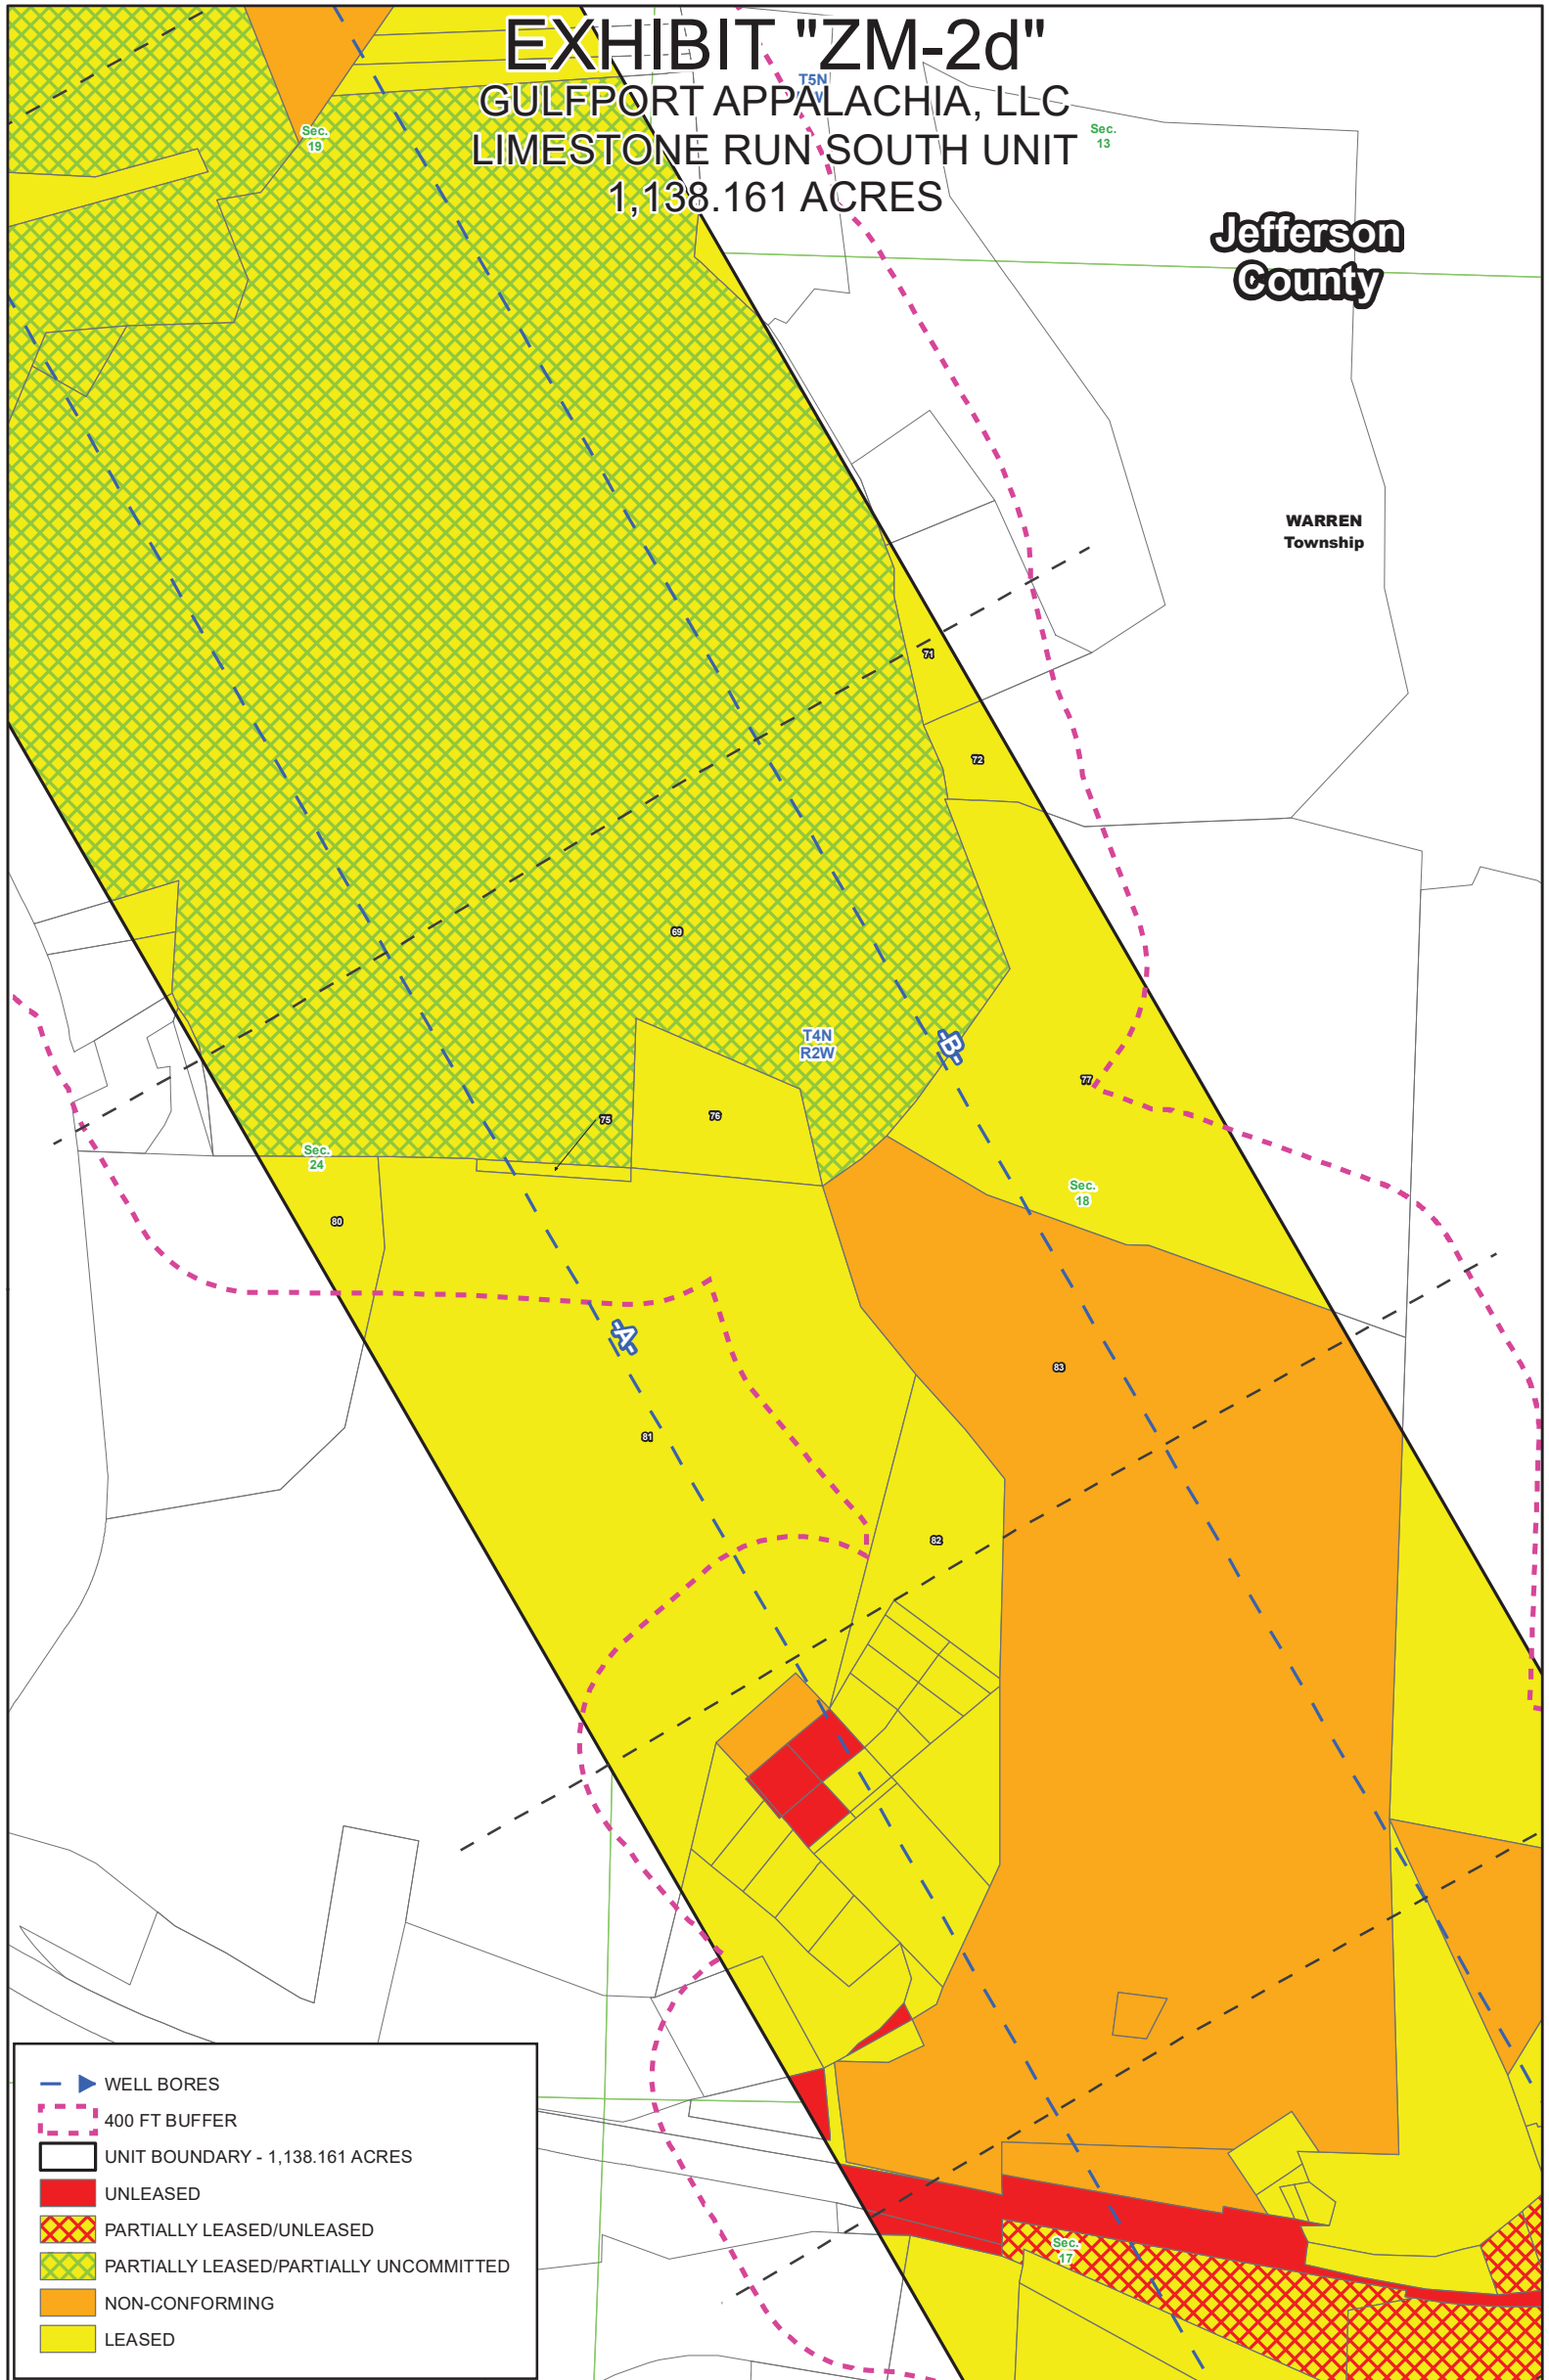 EXHIBIT "ZM-2d"
GULFPORT APPALACHIA, LLC
LIMESTONE RUN SOUTH UNIT
1,138.161 ACRES
T5N
Sec.
19
Sec.
13
Jefferson
County
WARREN
Township
71
72
69
T4N
R2W
-B-
77
75
76
Sec.
24
Sec.
18
80
-A-
83
81
82
Sec.
17
WELL BORES
400 FT BUFFER
UNIT BOUNDARY - 1,138.161 ACRES
UNLEASED
PARTIALLY LEASED/UNLEASED
PARTIALLY LEASED/PARTIALLY UNCOMMITTED
NON-CONFORMING
LEASED